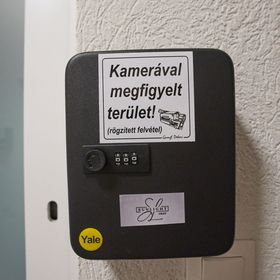 Kamerával
megfigyelt
terület!
(rögzített felvétel)
Yale